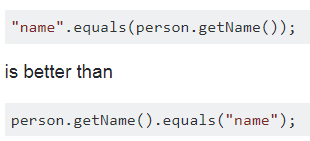 "name".equals(person.getName());
is better than
person.getName().equals("name");